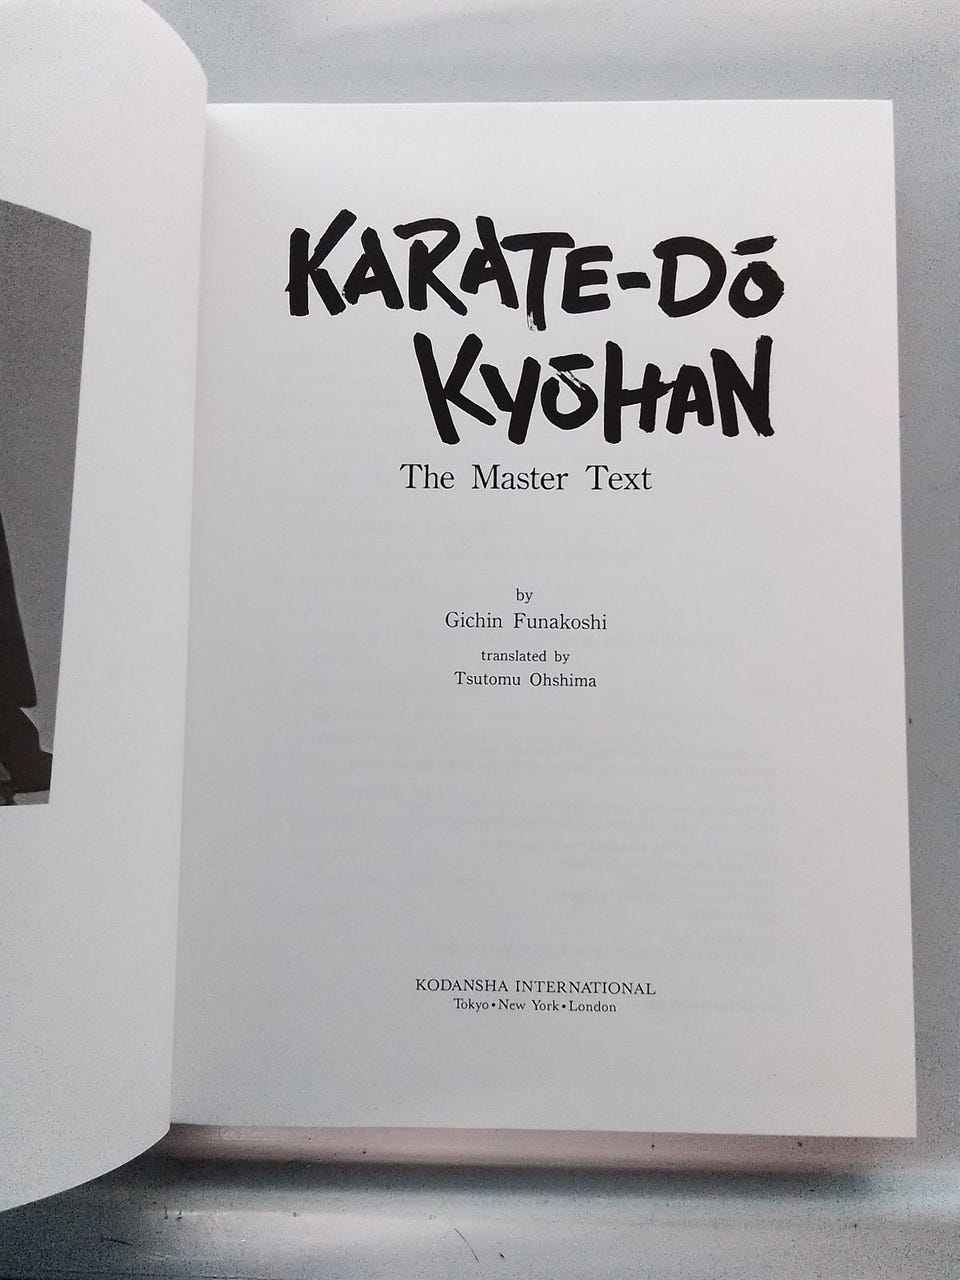 KARATE-DŌ
KYŌHAN
The Master Text
by
Gichin Funakoshi
translated by
Tsutomu Ohshima
KODANSHA INTERNATIONAL
Tokyo•New York•London